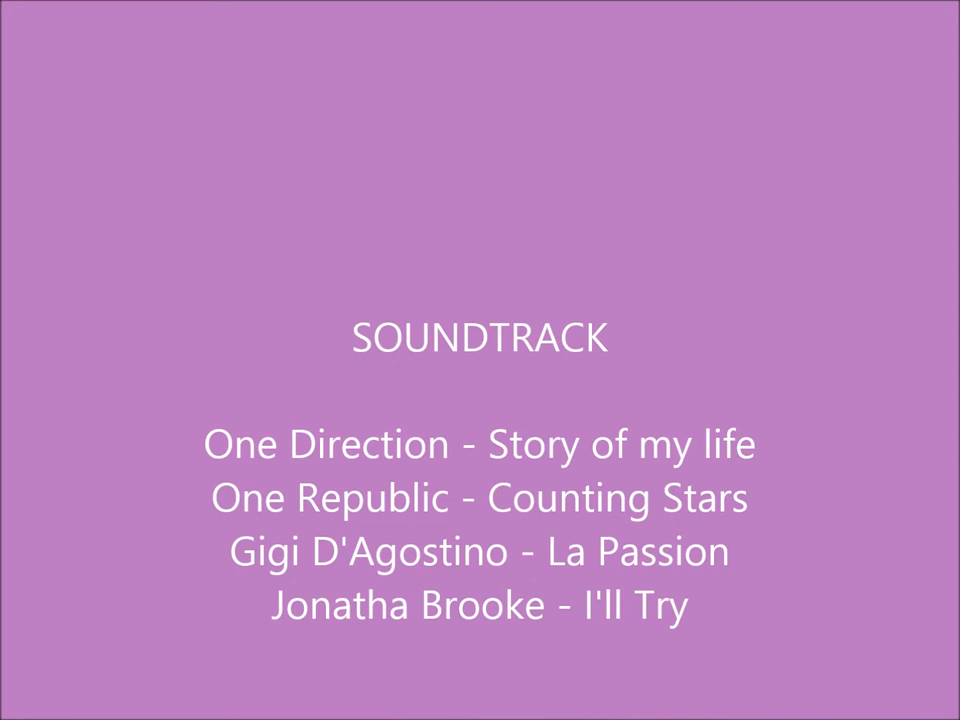 SOUNDTRACK
One Direction - Story of my life
One Republic - Counting Stars
Gigi D'Agostino - La Passion
Jonatha Brooke - I'll Try